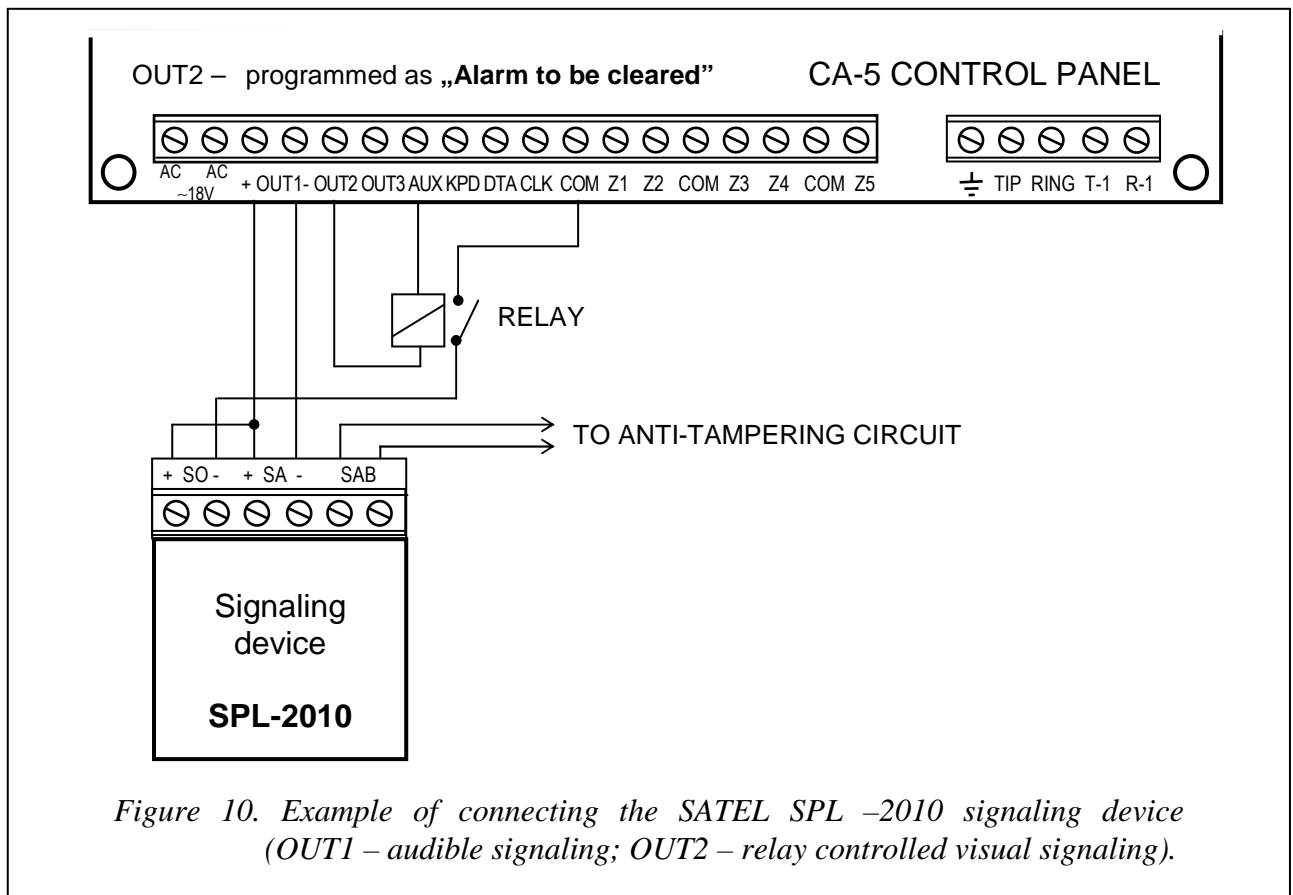 OUT2 – programmed as „Alarm to be cleared” CA-5 CONTROL PANEL
AC AC + OUT1 - OUT2 OUT3 AUX KPD DTA CLK COM Z1 Z2 COM Z3 Z4 COM Z5 TIP RING T-1 R-1
~18V
RELAY
TO ANTI-TAMPERING CIRCUIT
+ SO - + SA - SAB
Signaling
device
SPL-2010
Figure 10. Example of connecting the SATEL SPL –2010 signaling device
(OUT1 – audible signaling; OUT2 – relay controlled visual signaling).